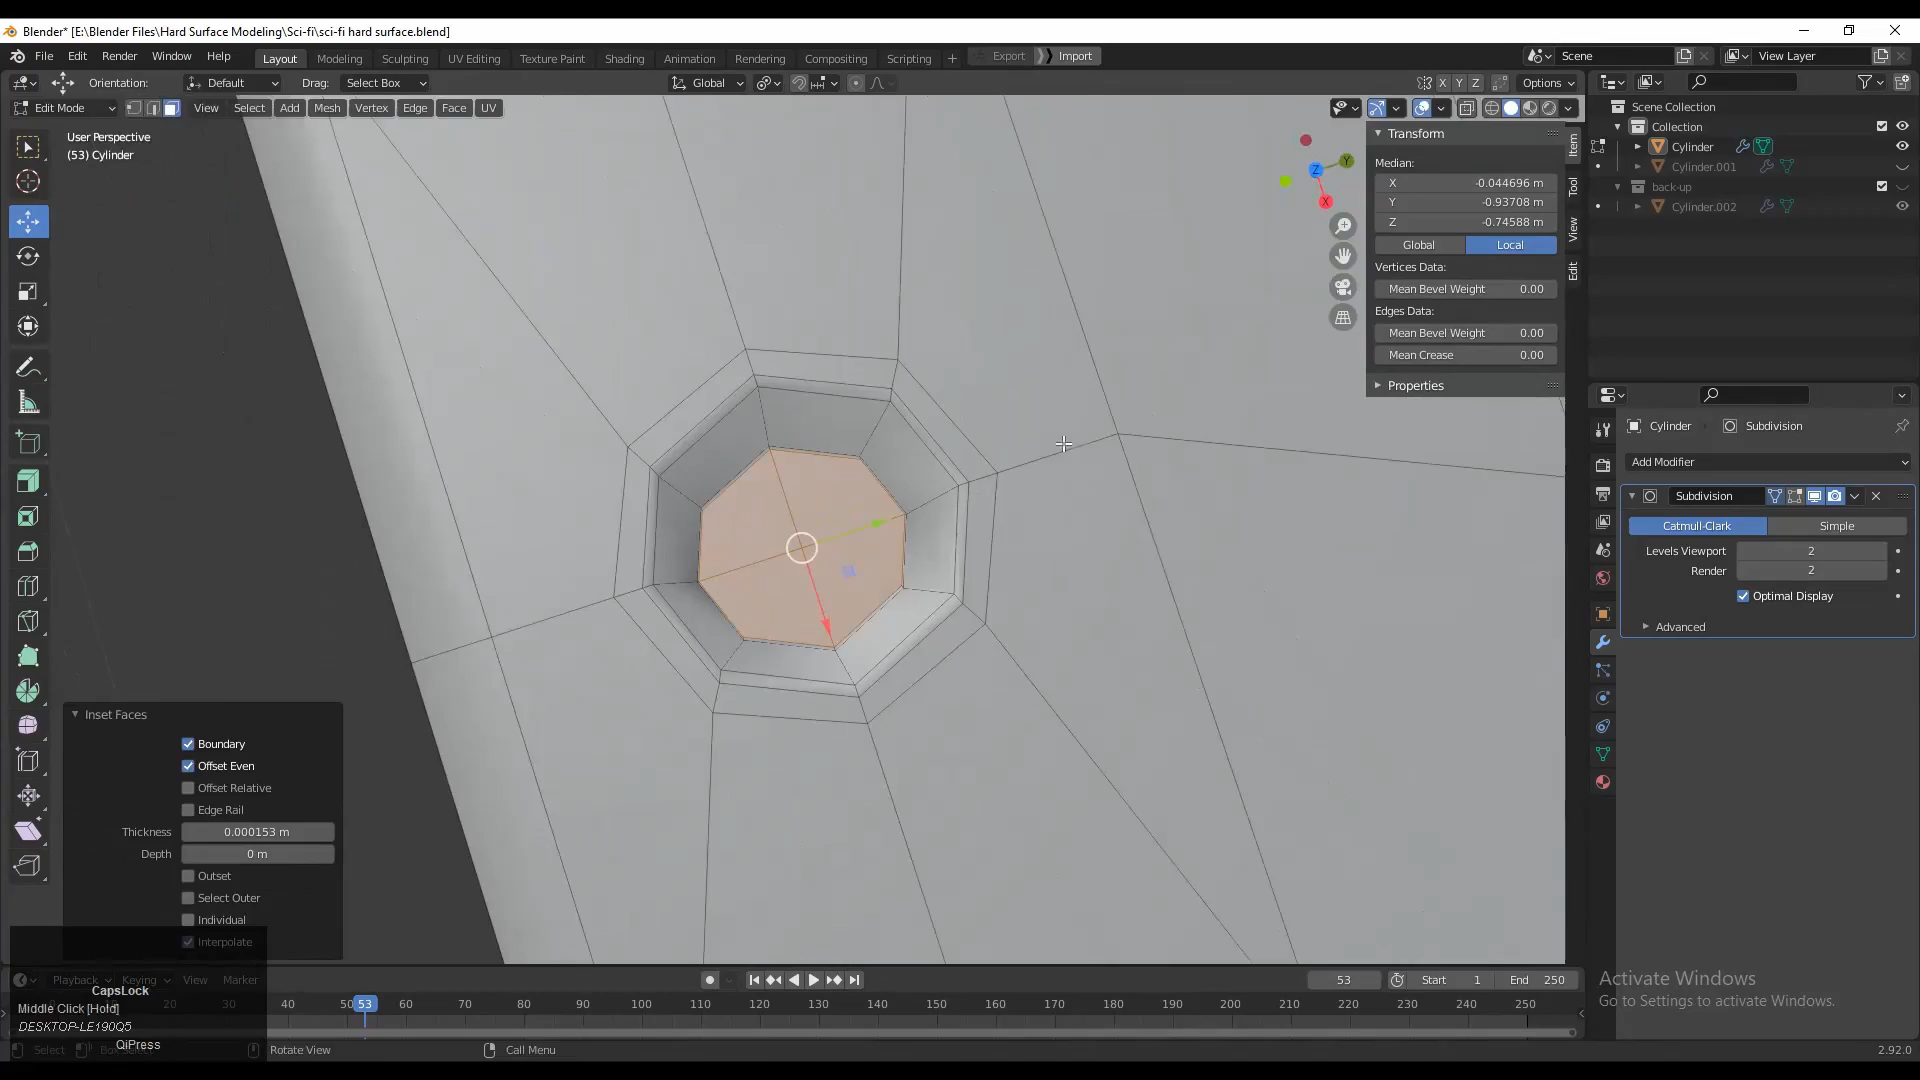 Blender* [E:\Blender Files\Hard Surface Modeling\Sci-fi\sci-fi hard surface.blend]
File Edit Render Window Help Layout Modeling Sculpting UV Editing Texture Paint Shading Animation Rendering Compositing Scripting + Export Import Scene View Layer
Orientation: Default Drag: Select Box Global X Y Z Options
Edit Mode View Select Add Mesh Vertex Edge Face UV
User Perspective
(53) Cylinder
Transform
Median:
X -0.044696 m
Y -0.93708 m
Z -0.74588 m
Global Local
Vertices Data:
Mean Bevel Weight 0.00
Edges Data:
Mean Bevel Weight 0.00
Mean Crease 0.00
Properties
Item
Tool
View
Edit
Z
Y
X
Scene Collection
Collection
Cylinder
Cylinder.001
back-up
Cylinder.002
Cylinder Subdivision
Add Modifier
Subdivision
Catmull-Clark Simple
Levels Viewport 2
Render 2
Optimal Display
Advanced
Inset Faces
Boundary
Offset Even
Offset Relative
Edge Rail
Thickness 0.000153 m
Depth 0 m
Outset
Select Outer
Individual
Interpolate
Playback Keying View Marker 53 Start 1 End 250
CapsLock
Middle Click [Hold]
DESKTOP-LE190Q5
QiPress
20 30 40 50 53 60 70 80 90 100 110 120 130 140 150 160 170 180 190 200 210 220 230 240 250
Select Box Select Rotate View Call Menu 2.92.0
Activate Windows
Go to Settings to activate Windows.